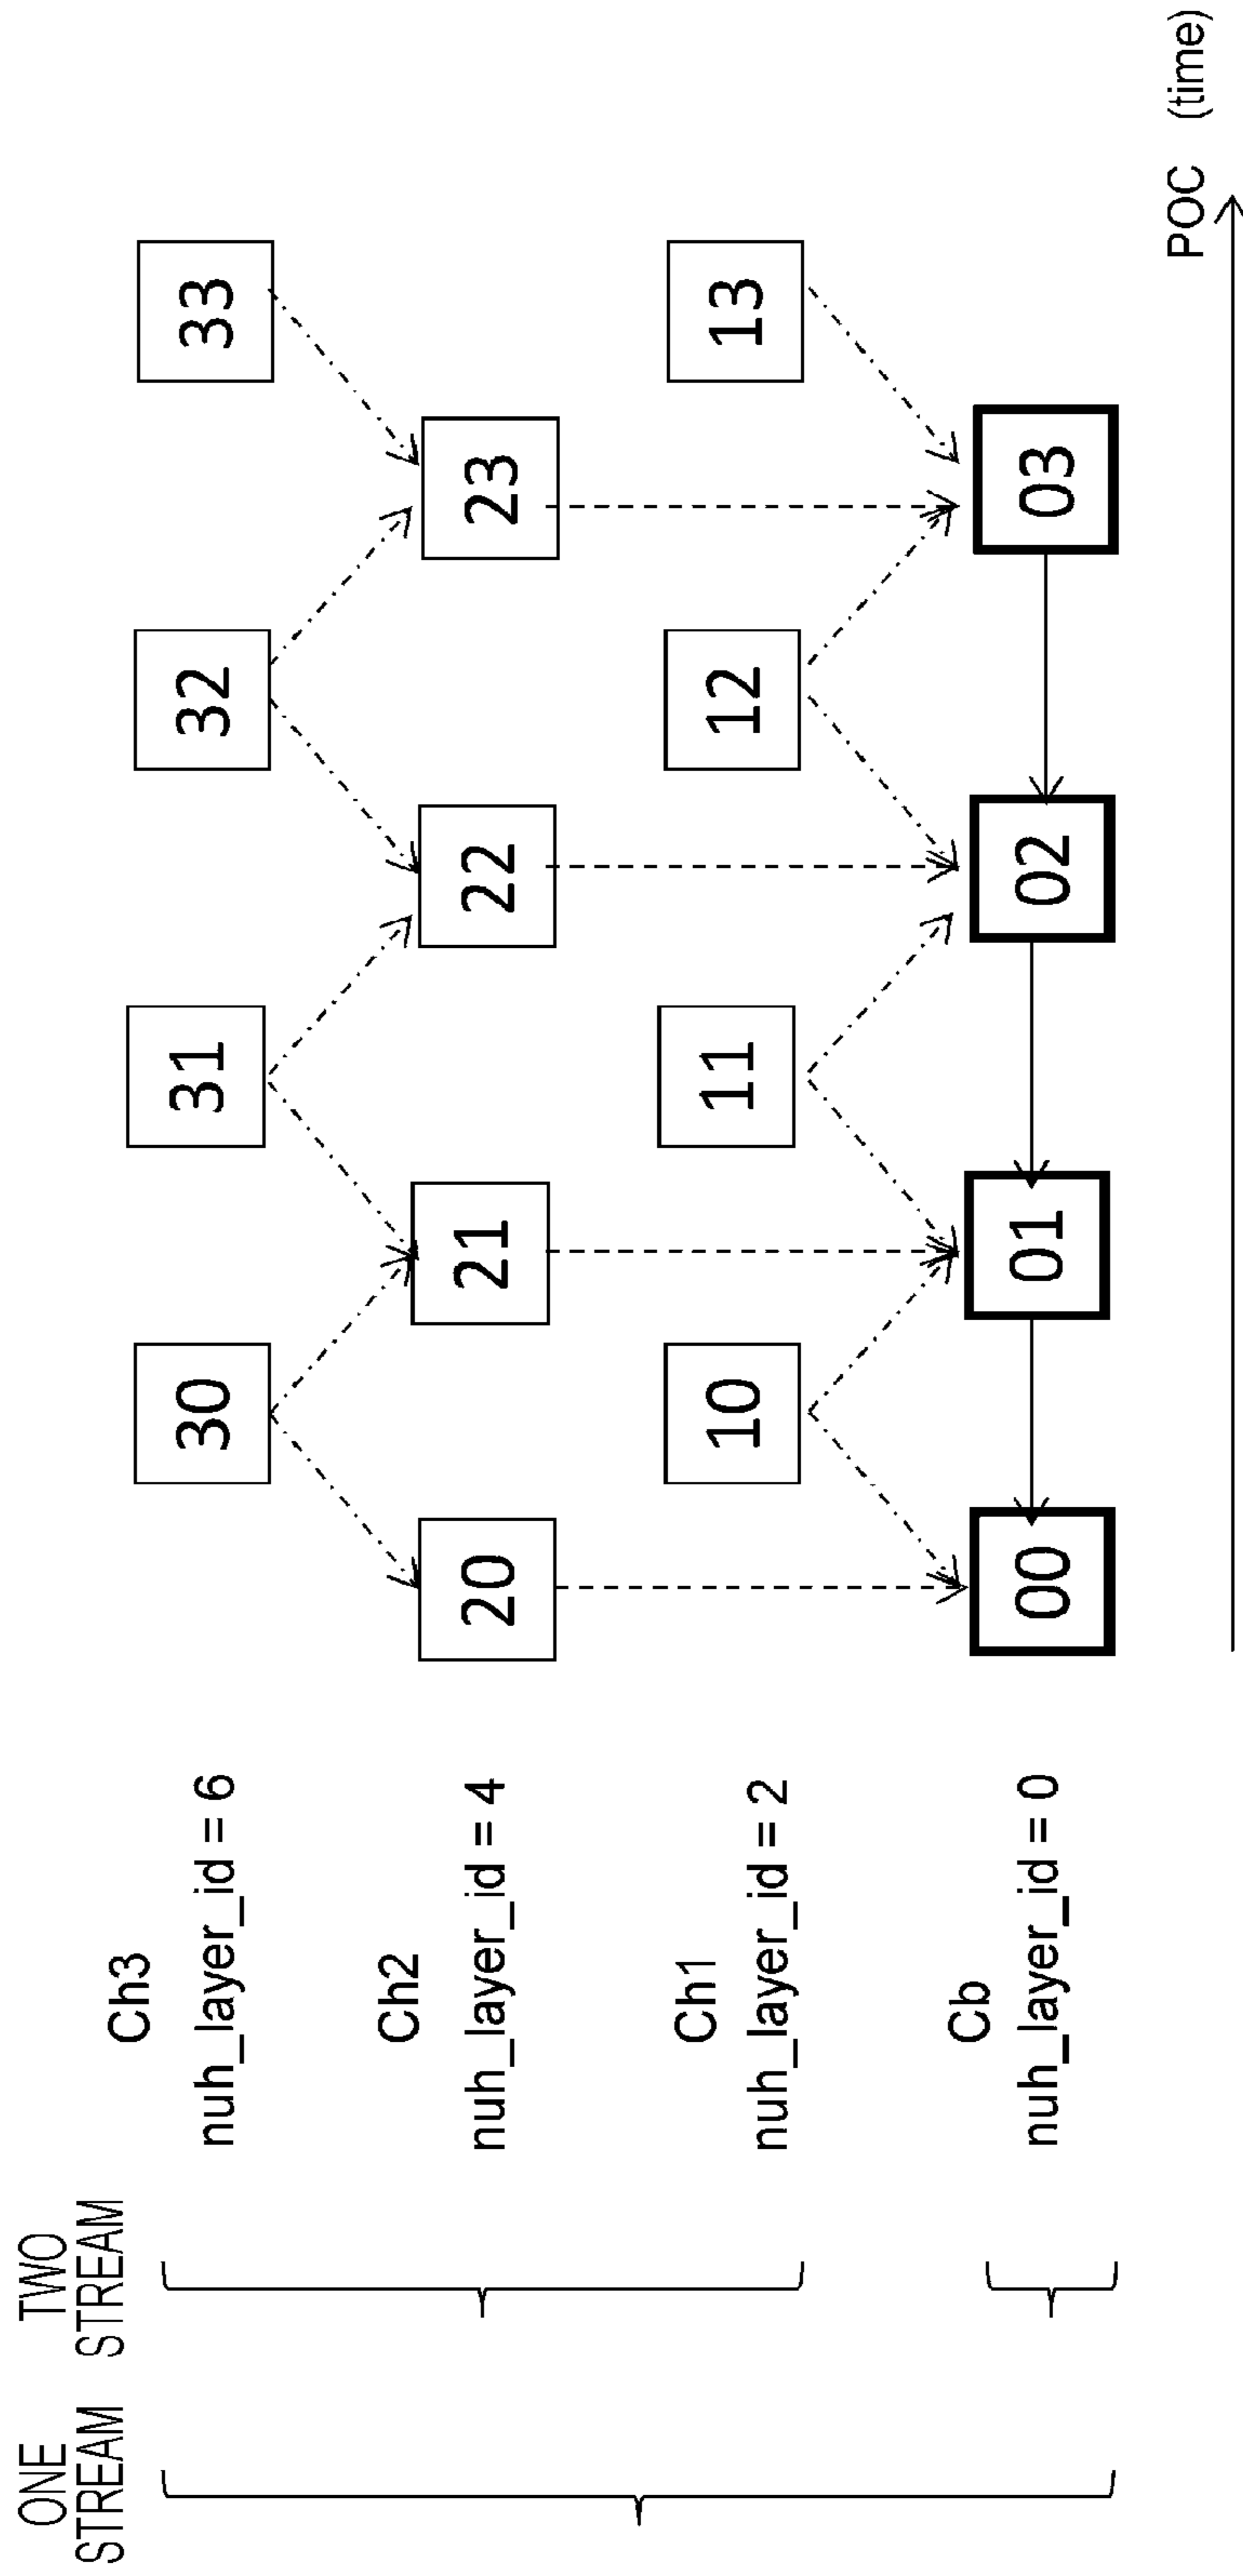 ONE
STREAM
TWO
STREAM
Ch3
nuh_layer_id = 6
30
31
32
33
Ch2
nuh_layer_id = 4
20
21
22
23
Ch1
nuh_layer_id = 2
10
11
12
13
Cb
nuh_layer_id = 0
00
01
02
03
POC (time)